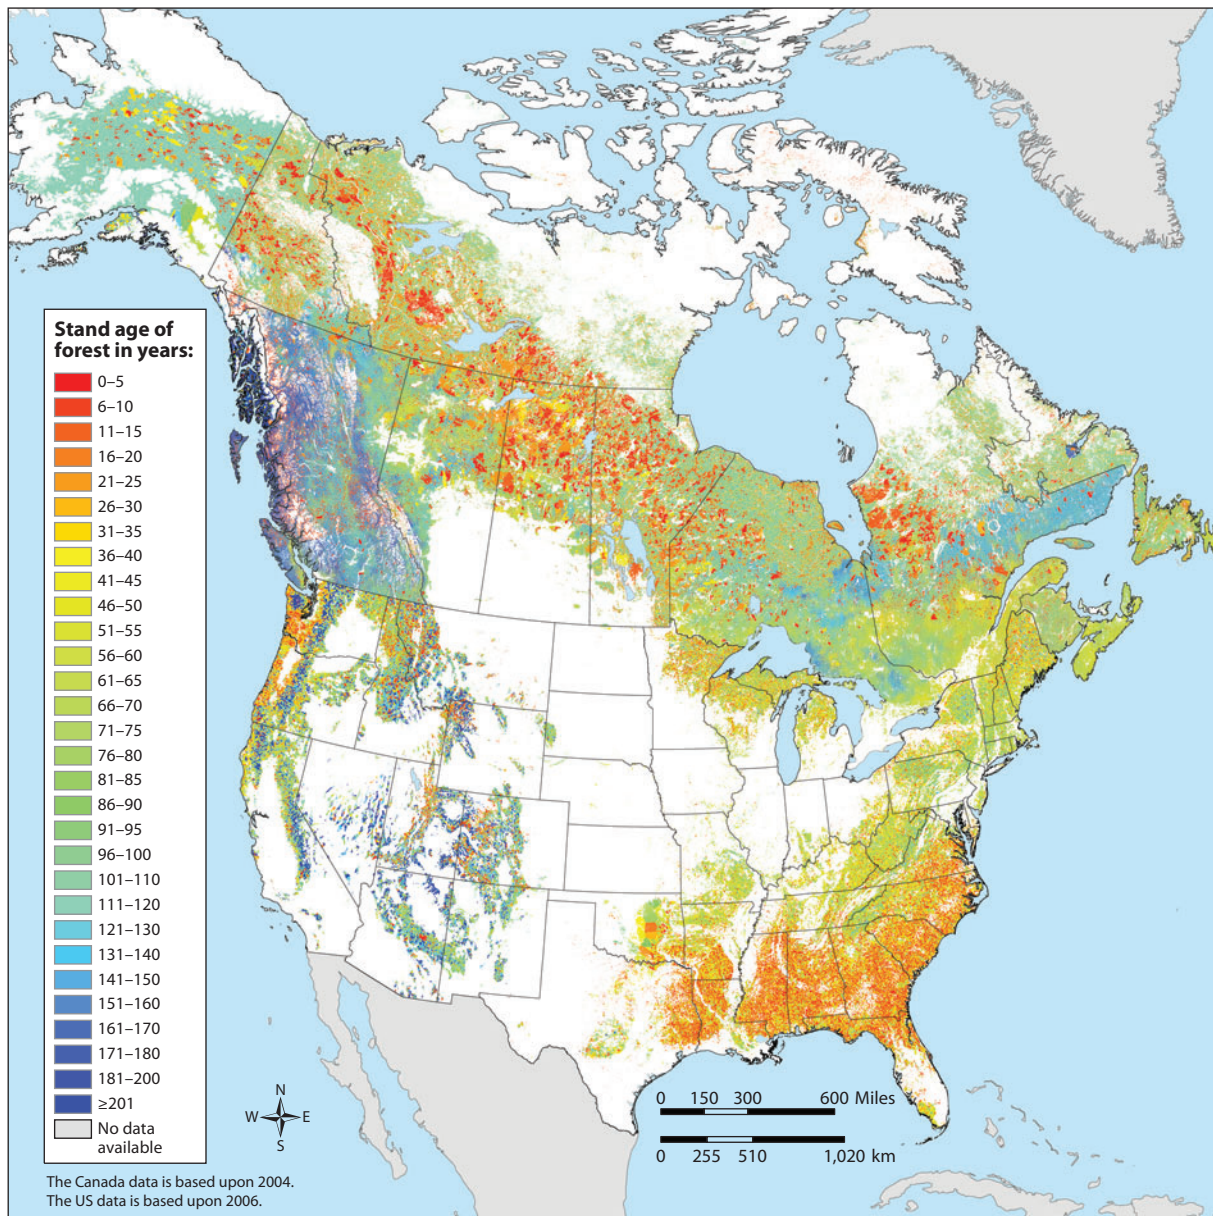 Stand age of
forest in years:
0–5
6–10
11–15
16–20
21–25
26–30
31–35
36–40
41–45
46–50
51–55
56–60
61–65
66–70
71–75
76–80
81–85
86–90
91–95
96–100
101–110
111–120
121–130
131–140
141–150
151–160
161–170
171–180
181–200
≥201
No data
available
N
W E
S
0 150 300 600 Miles
0 255 510 1,020 km
The Canada data is based upon 2004.
The US data is based upon 2006.